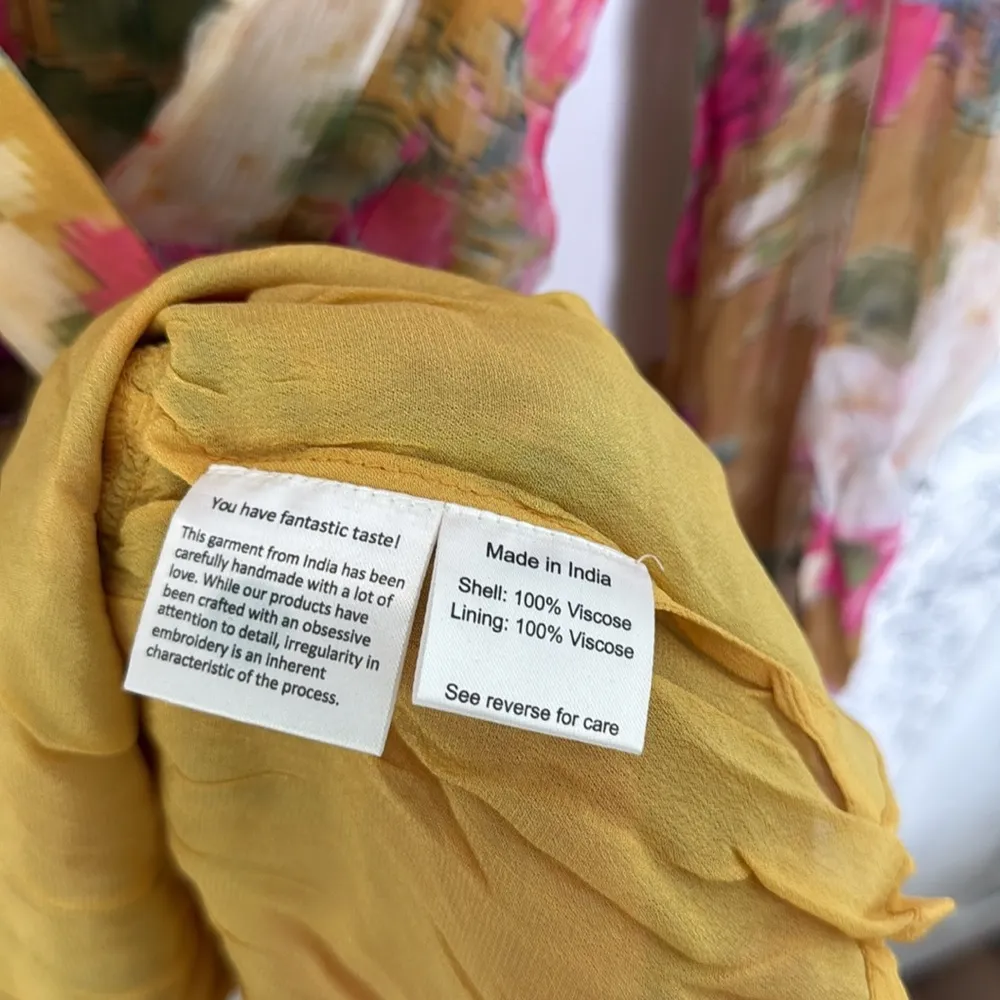 You have fantastic taste!
This garment from India has been
carefully handmade with a lot of
love. While our products have
been crafted with an obsessive
attention to detail, irregularity in
embroidery is an inherent
characteristic of the process.
Made in India
Shell: 100% Viscose
Lining: 100% Viscose
See reverse for care